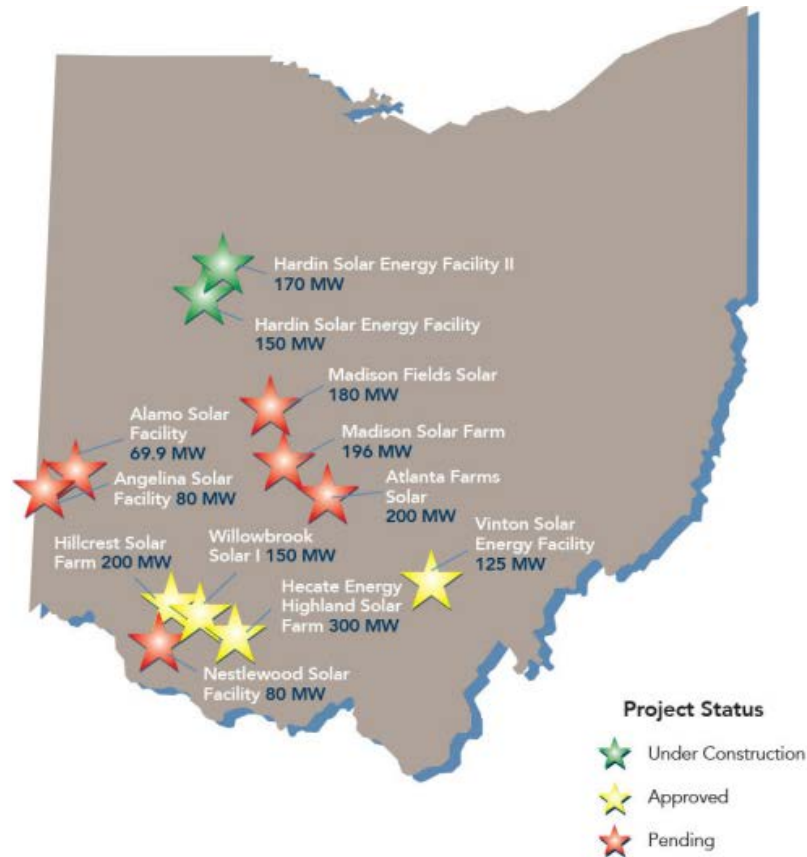 Hardin Solar Energy Facility II
170 MW
Hardin Solar Energy Facility
150 MW
Madison Fields Solar
180 MW
Alamo Solar
Facility
69.9 MW
Madison Solar Farm
196 MW
Angelina Solar
Facility 80 MW
Atlanta Farms
Solar
200 MW
Hillcrest Solar
Farm 200 MW
Willowbrook
Solar I 150 MW
Vinton Solar
Energy Facility
125 MW
Hecate Energy
Highland Solar
Farm 300 MW
Nestlewood Solar
Facility 80 MW
Project Status
Under Construction
Approved
Pending